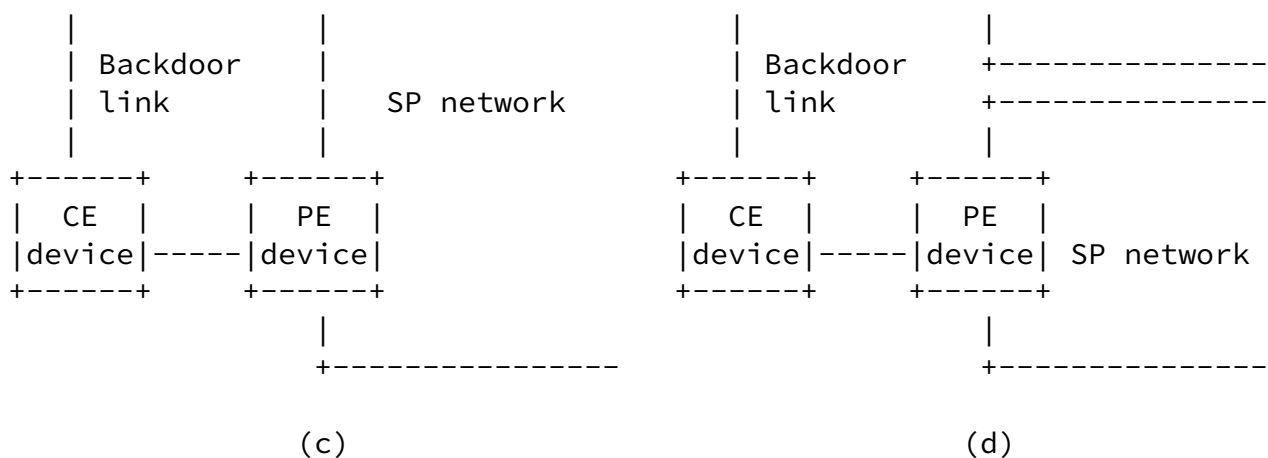 Backdoor Backdoor
link SP network link
CE PE CE PE
device device device device SP network
(c) (d)